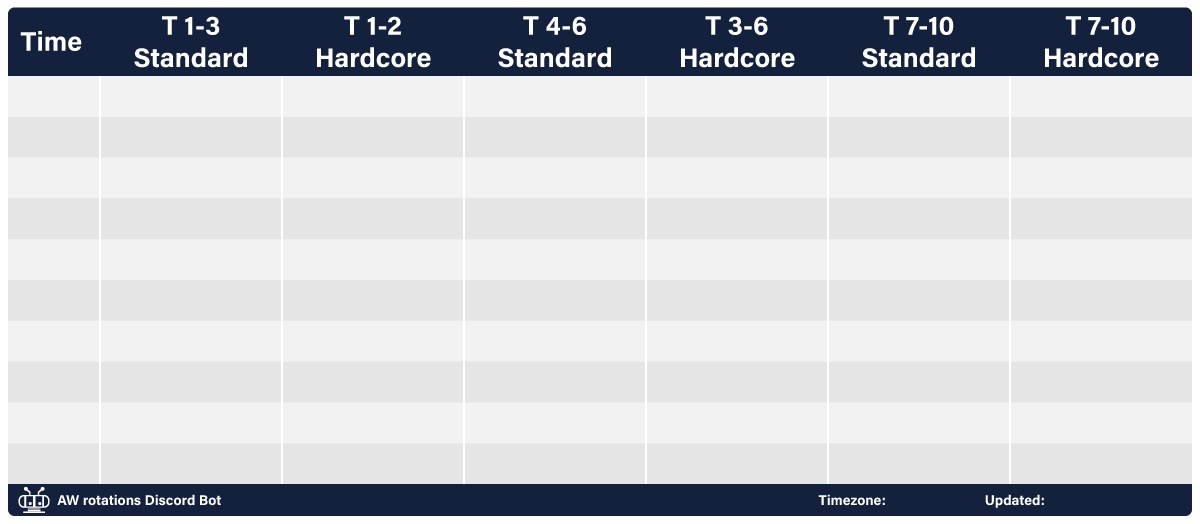 Time
T 1-3
Standard
T 1-2
Hardcore
T 4-6
Standard
T 3-6
Hardcore
T 7-10
Standard
T 7-10
Hardcore
AW rotations Discord Bot
Timezone:
Updated: